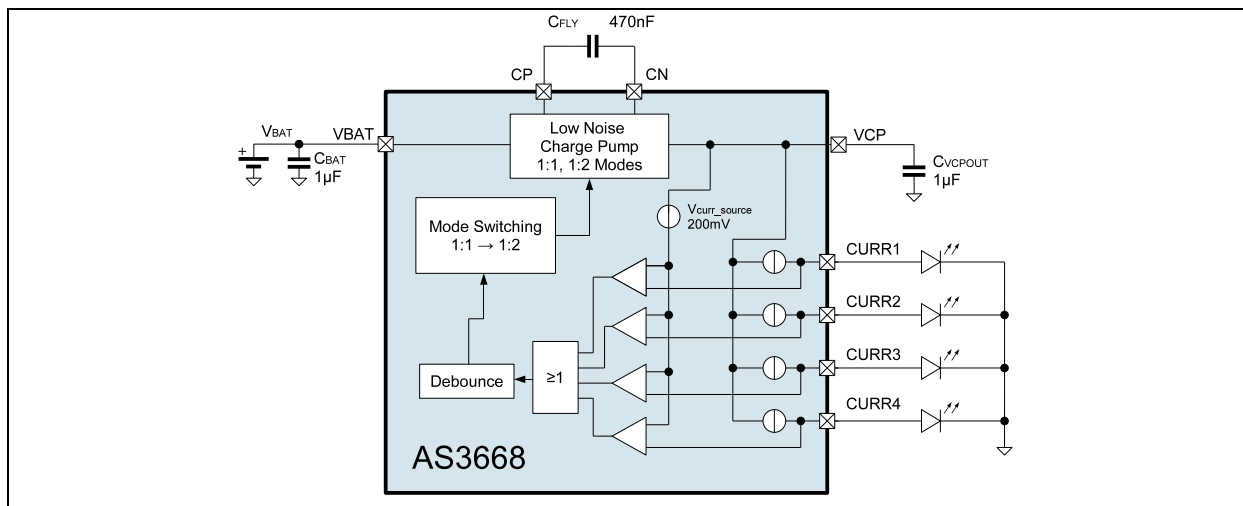 CFLY 470nF
CP CN
VBAT VBAT
Low Noise
Charge Pump
1:1, 1:2 Modes
VCP
+
CBAT
1µF
CVCPOUT
1µF
Mode Switching
1:1 → 1:2
Vcurr_source
200mV
CURR1
CURR2
CURR3
CURR4
Debounce
≥1
AS3668